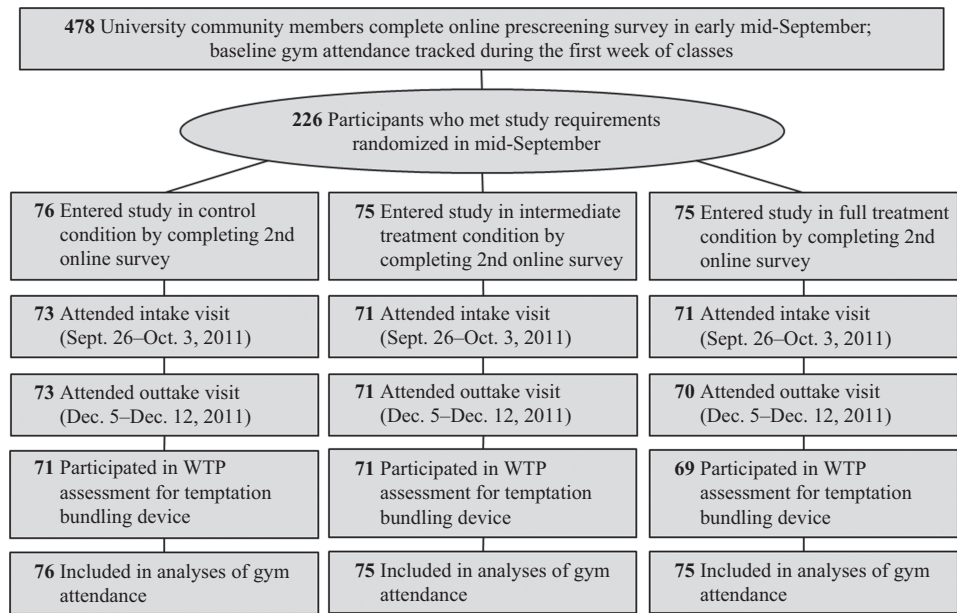 478 University community members complete online prescreening survey in early mid-September;
baseline gym attendance tracked during the first week of classes
226 Participants who met study requirements
randomized in mid-September
76 Entered study in control
condition by completing 2nd
online survey
75 Entered study in intermediate
treatment condition by
completing 2nd online survey
75 Entered study in full treatment
condition by completing 2nd
online survey
73 Attended intake visit
(Sept. 26–Oct. 3, 2011)
71 Attended intake visit
(Sept. 26–Oct. 3, 2011)
71 Attended intake visit
(Sept. 26–Oct. 3, 2011)
73 Attended outtake visit
(Dec. 5–Dec. 12, 2011)
71 Attended outtake visit
(Dec. 5–Dec. 12, 2011)
70 Attended outtake visit
(Dec. 5–Dec. 12, 2011)
71 Participated in WTP
assessment for temptation
bundling device
71 Participated in WTP
assessment for temptation
bundling device
69 Participated in WTP
assessment for temptation
bundling device
76 Included in analyses of gym
attendance
75 Included in analyses of gym
attendance
75 Included in analyses of gym
attendance